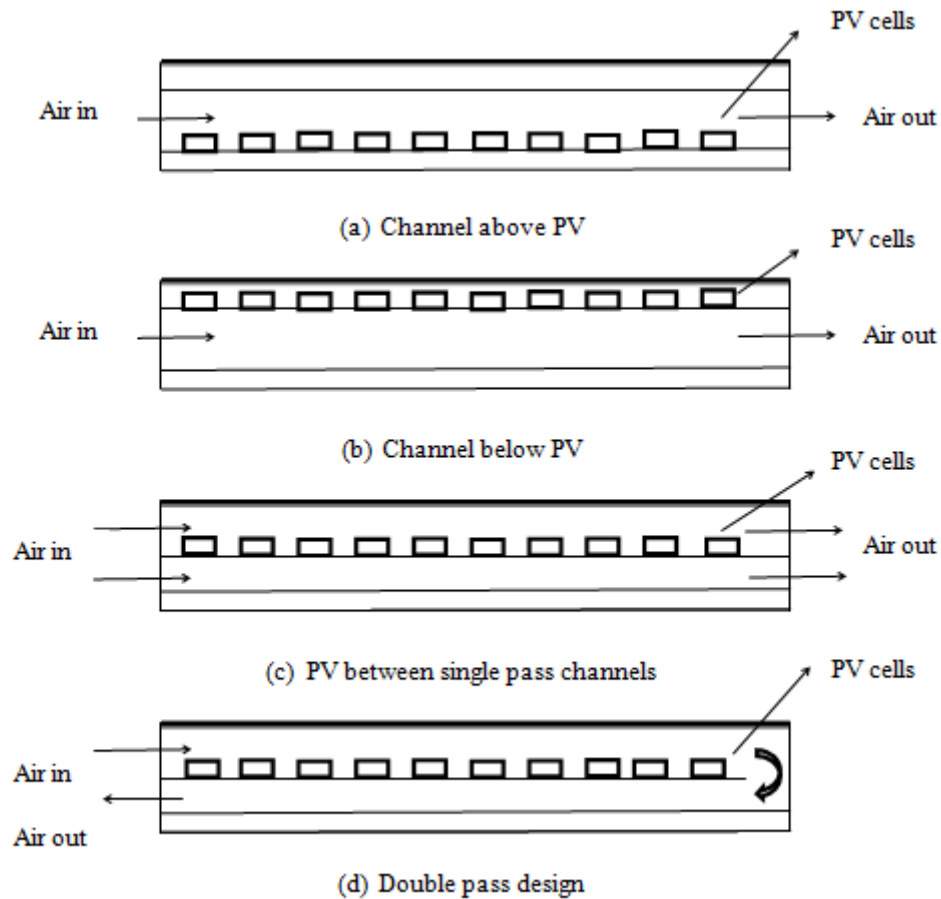 PV cells
Air in
Air out
(a) Channel above PV
PV cells
Air in
Air out
(b) Channel below PV
PV cells
Air in
Air out
(c) PV between single pass channels
PV cells
Air in
Air out
(d) Double pass design